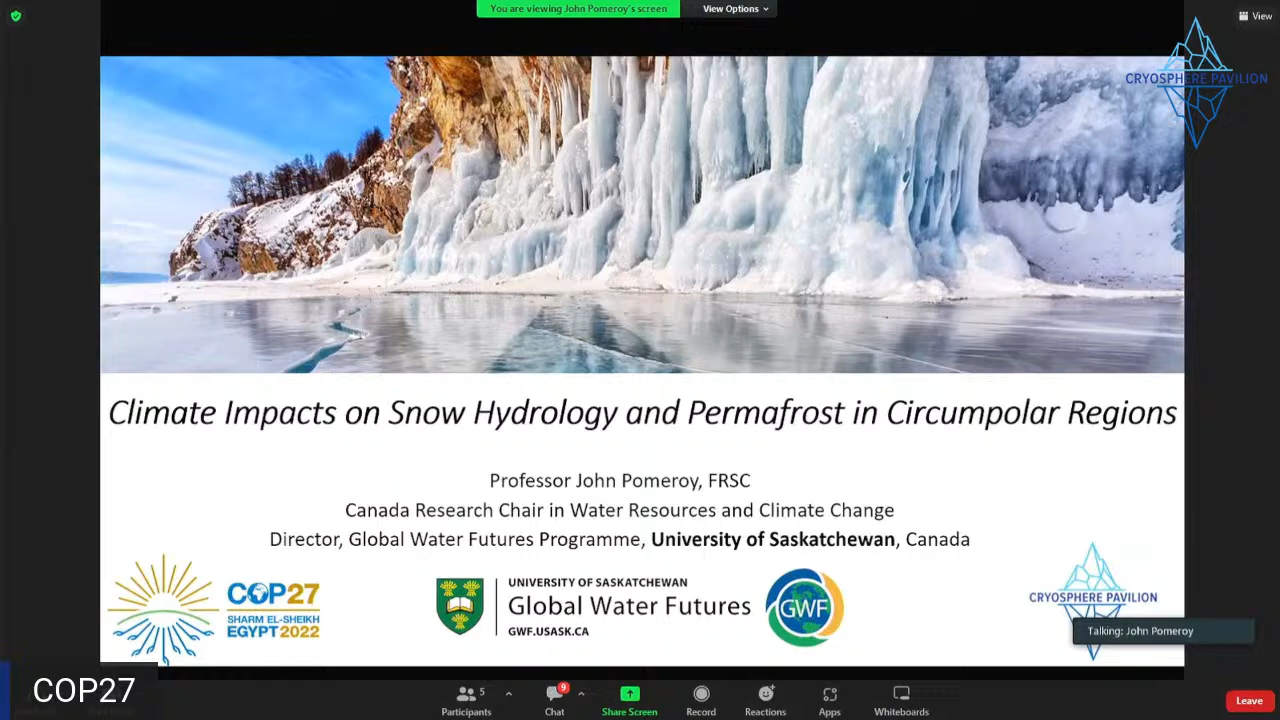 You are viewing John Pomeroy's screen
View Options
View
CRYOSPHERE PAVILION
Climate Impacts on Snow Hydrology and Permafrost in Circumpolar Regions
Professor John Pomeroy, FRSC
Canada Research Chair in Water Resources and Climate Change
Director, Global Water Futures Programme, University of Saskatchewan, Canada
COP27
SHARM EL-SHEIKH
EGYPT 2022
UNIVERSITY OF SASKATCHEWAN
Global Water Futures
GWF.USASK.CA
GWF
CRYOSPHERE PAVILION
Talking: John Pomeroy
COP27
5
9
Participants
Chat
Share Screen
Record
Reactions
Apps
Whiteboards
Leave